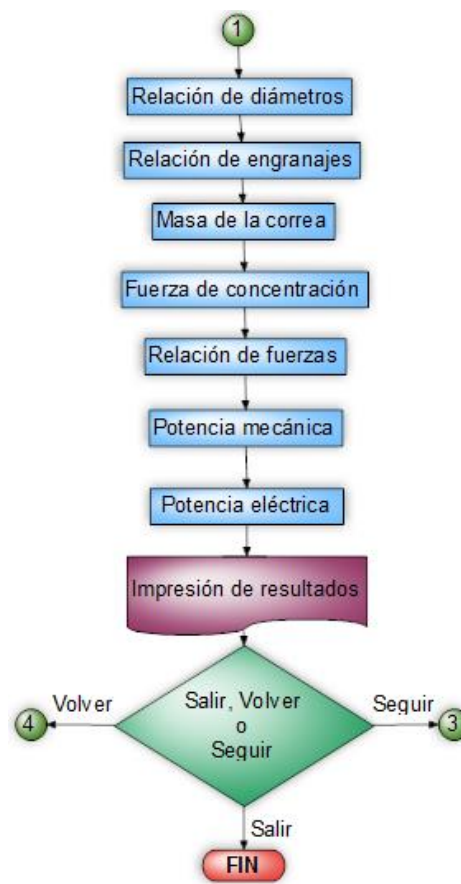 1
Relación de diámetros
Relación de engranajes
Masa de la correa
Fuerza de concentración
Relación de fuerzas
Potencia mecánica
Potencia eléctrica
Impresión de resultados
Volver
Salir, Volver
o
Seguir
Seguir
4
3
Salir
FIN